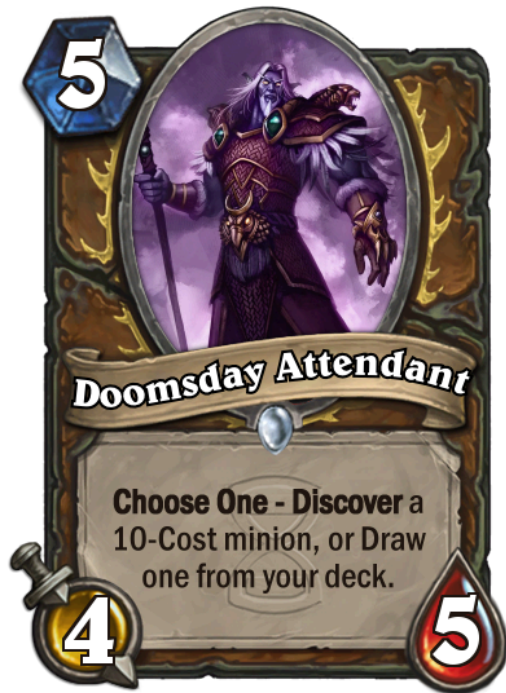 5
Doomsday Attendant
Choose One - Discover a
10-Cost minion, or Draw
one from your deck.
4
5